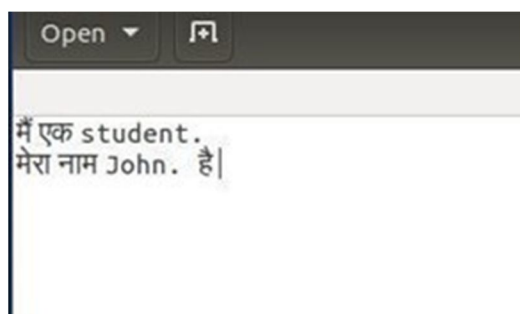 Open
मैं एक student.
मेरा नाम John. है